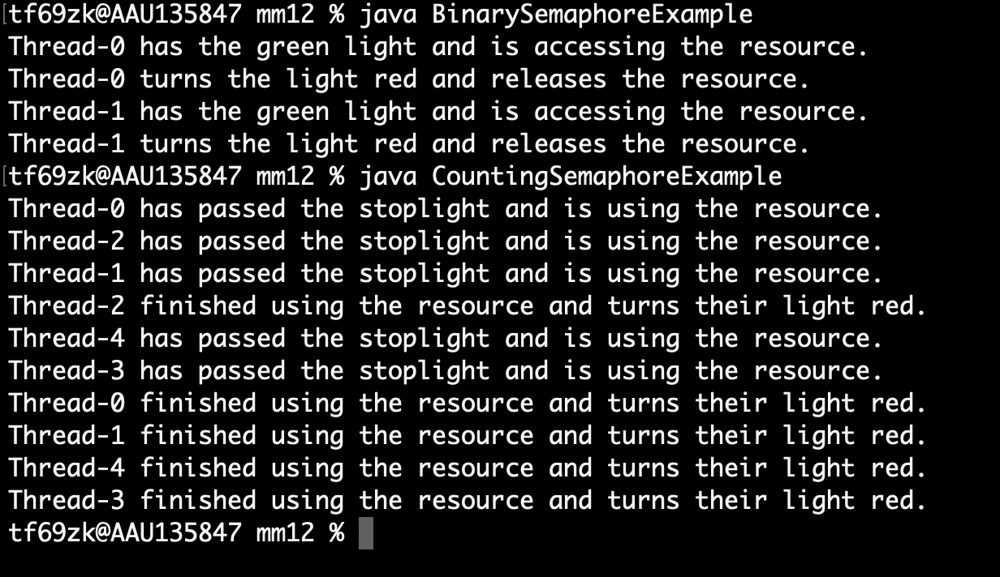 tf69zk@AAU135847 mm12 % java BinarySemaphoreExample
Thread-0 has the green light and is accessing the resource.
Thread-0 turns the light red and releases the resource.
Thread-1 has the green light and is accessing the resource.
Thread-1 turns the light red and releases the resource.
tf69zk@AAU135847 mm12 % java CountingSemaphoreExample
Thread-0 has passed the stoplight and is using the resource.
Thread-2 has passed the stoplight and is using the resource.
Thread-1 has passed the stoplight and is using the resource.
Thread-2 finished using the resource and turns their light red.
Thread-4 has passed the stoplight and is using the resource.
Thread-3 has passed the stoplight and is using the resource.
Thread-0 finished using the resource and turns their light red.
Thread-1 finished using the resource and turns their light red.
Thread-4 finished using the resource and turns their light red.
Thread-3 finished using the resource and turns their light red.
tf69zk@AAU135847 mm12 %